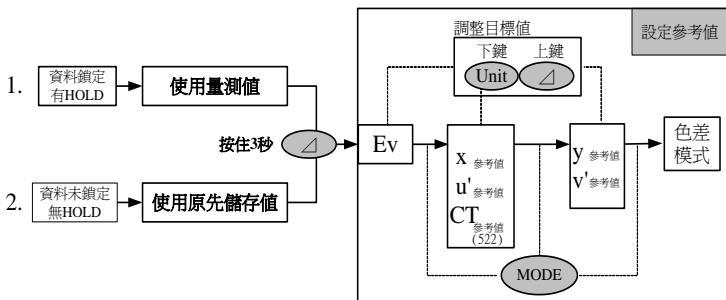 設定參考值
調整目標值
下鍵 上鍵
Unit ⊿
1. 資料鎖定
有HOLD
使用量測值
按住3秒
⊿
Ev
x 參考值
u' 參考值
CT 參考值
(522)
y 參考值
v' 參考值
色差
模式
2. 資料未鎖定
無HOLD
使用原先儲存值
MODE